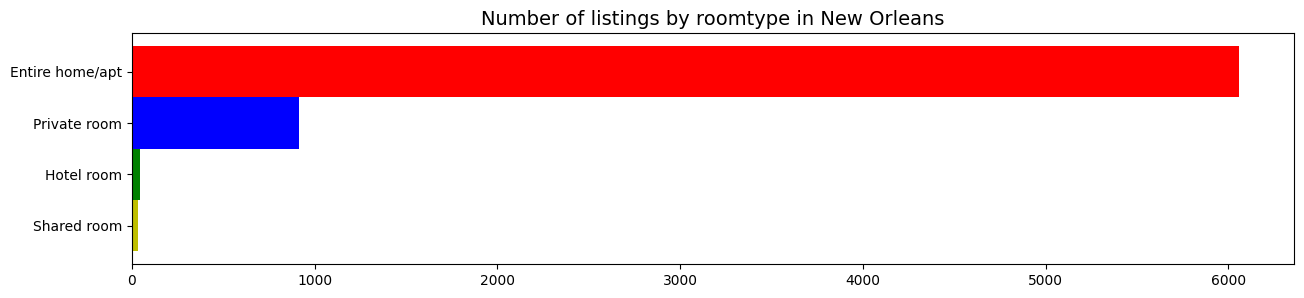 Number of listings by roomtype in New Orleans
Entire home/apt
Private room
Hotel room
Shared room
0 1000 2000 3000 4000 5000 6000